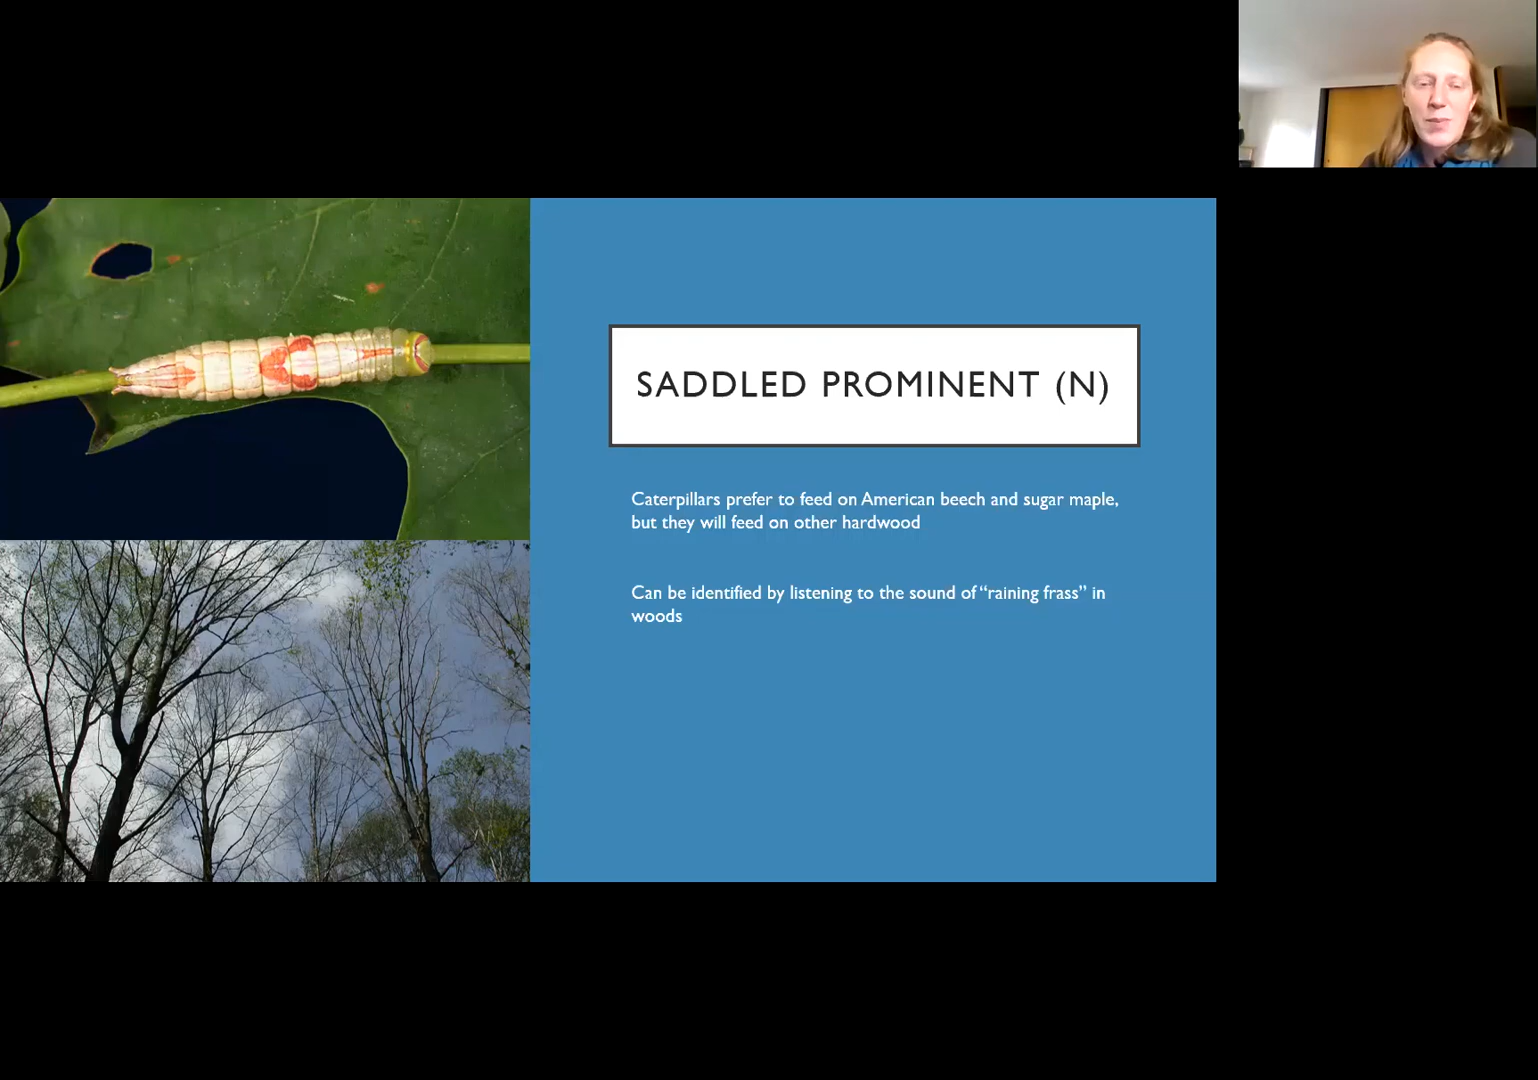 SADDLED PROMINENT (N)
Caterpillars prefer to feed on American beech and sugar maple,
but they will feed on other hardwood
Can be identified by listening to the sound of “raining frass” in
woods